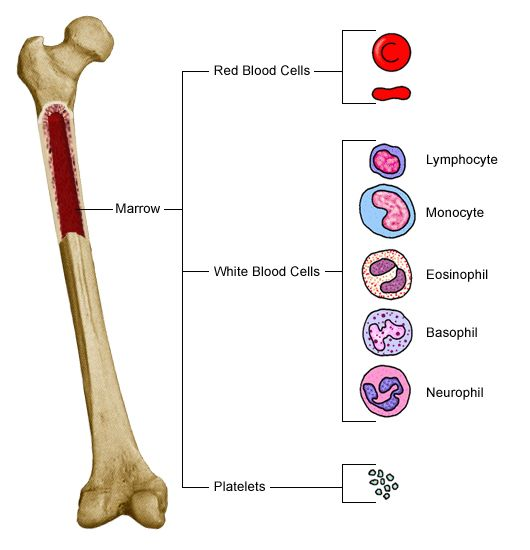 Red Blood Cells
Lymphocyte
Marrow
Monocyte
White Blood Cells
Eosinophil
Basophil
Neurophil
Platelets